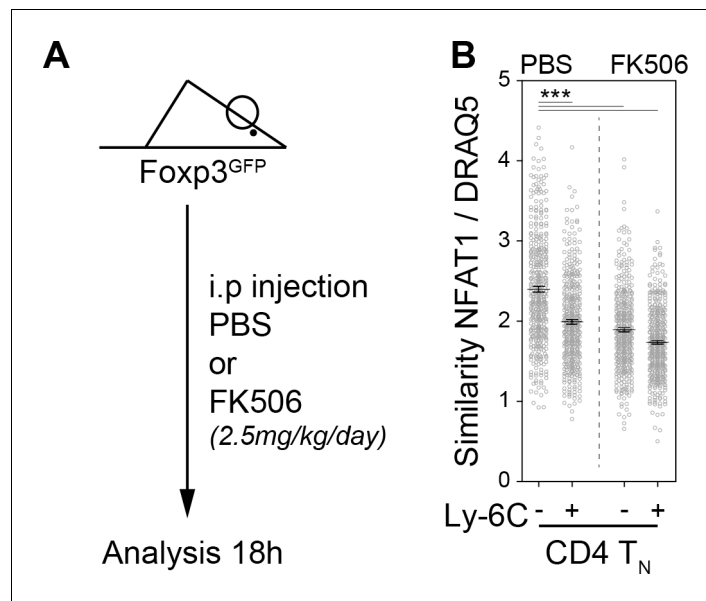 A
Foxp3GFP
i.p injection
PBS
or
FK506
(2.5mg/kg/day)
Analysis 18h
B
PBS FK506
***
Similarity NFAT1 / DRAQ5
5
4
3
2
1
0
Ly-6C - + - +
CD4 TN